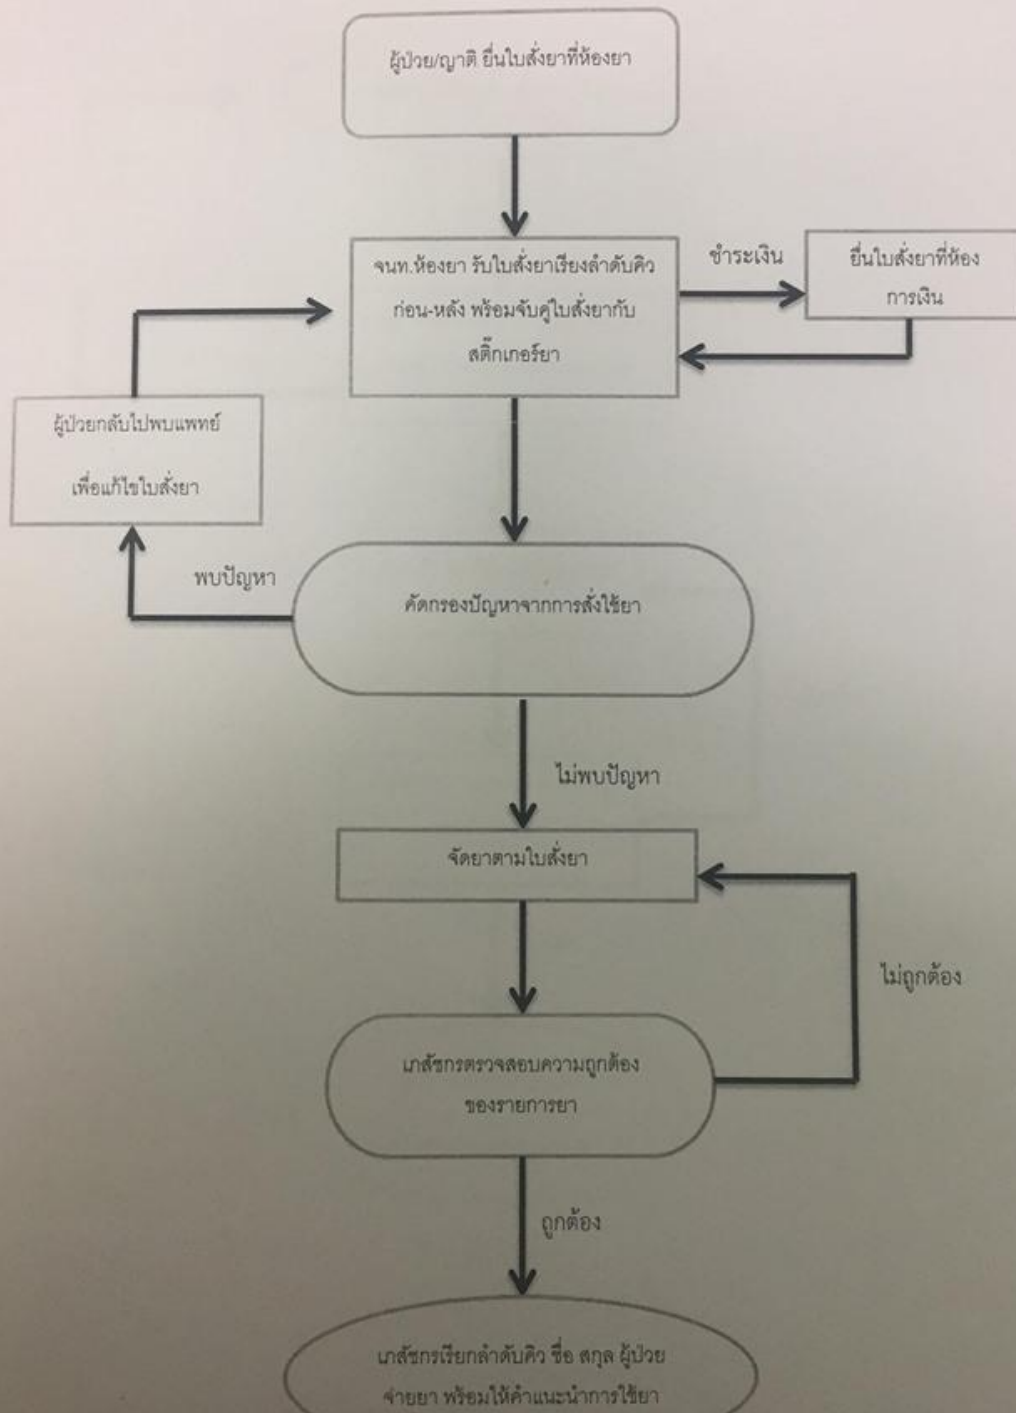 ผู้ป่วย/ญาติ ยื่นใบสั่งยาที่ห้องยา
จนท.ห้องยา รับใบสั่งยาเรียงลำดับคิว
ก่อน-หลัง พร้อมจับคู่ใบสั่งยากับ
สติ๊กเกอร์ยา
ชำระเงิน
ยื่นใบสั่งยาที่ห้อง
การเงิน
ผู้ป่วยกลับไปพบแพทย์
เพื่อแก้ไขใบสั่งยา
พบปัญหา
คัดกรองปัญหาจากการสั่งใช้ยา
ไม่พบปัญหา
จัดยาตามใบสั่งยา
ไม่ถูกต้อง
เภสัชกรตรวจสอบความถูกต้อง
ของรายการยา
ถูกต้อง
เภสัชกรเรียกลำดับคิว ชื่อ สกุล ผู้ป่วย
จ่ายยา พร้อมให้คำแนะนำการใช้ยา